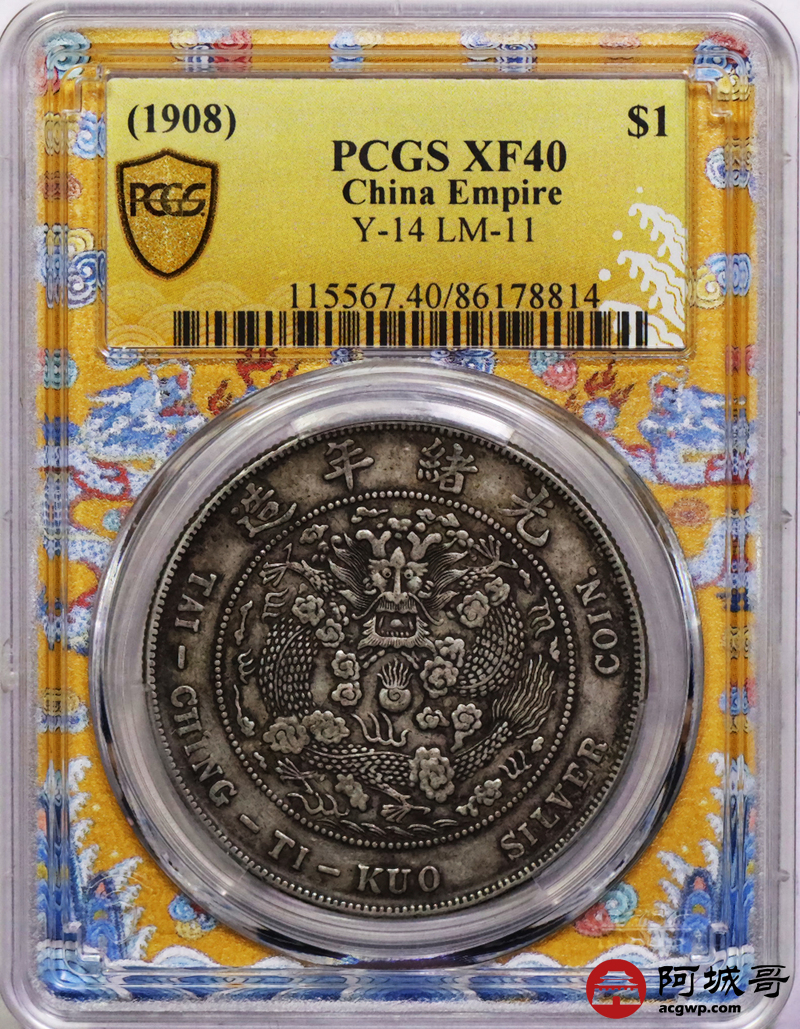 (1908)
$1
PCGS XF40
China Empire
Y-14 LM-11
PCGS
115567.40/86178814
造年緒光
TAI-CHING-TI-KUO SILVER COIN.
阿城哥
acgwp.com